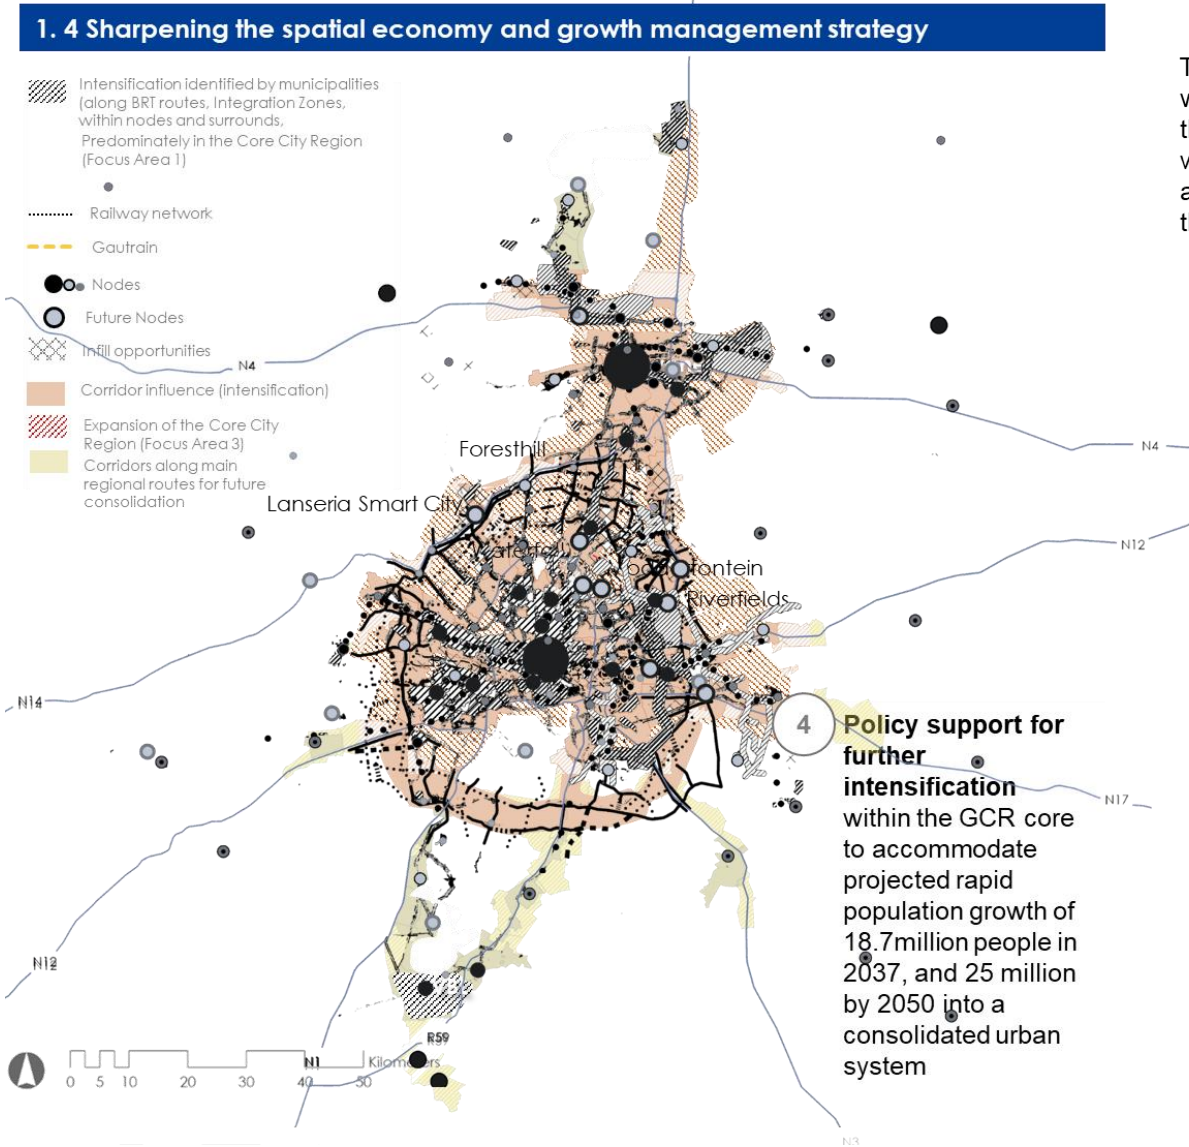 1. 4 Sharpening the spatial economy and growth management strategy
Intensification identified by municipalities
(along BRT routes, Integration Zones,
within nodes and surrounds,
Predominately in the Core City Region
(Focus Area 1)
Railway network
Gautrain
Nodes
Future Nodes
Infill opportunities
N4
Corridor influence (intensification)
Expansion of the Core City
Region (Focus Area 3)
Corridors along main
regional routes for future
consolidation
N4
Foresthill
Lanseria Smart City
N12
Riverfields
N14
4
Policy support for
further
intensification
within the GCR core
to accommodate
projected rapid
population growth of
18.7million people in
2037, and 25 million
by 2050 into a
consolidated urban
system
N17
N12
R59
N1
Kilometers
0 5 10 20 30 40 50
N3